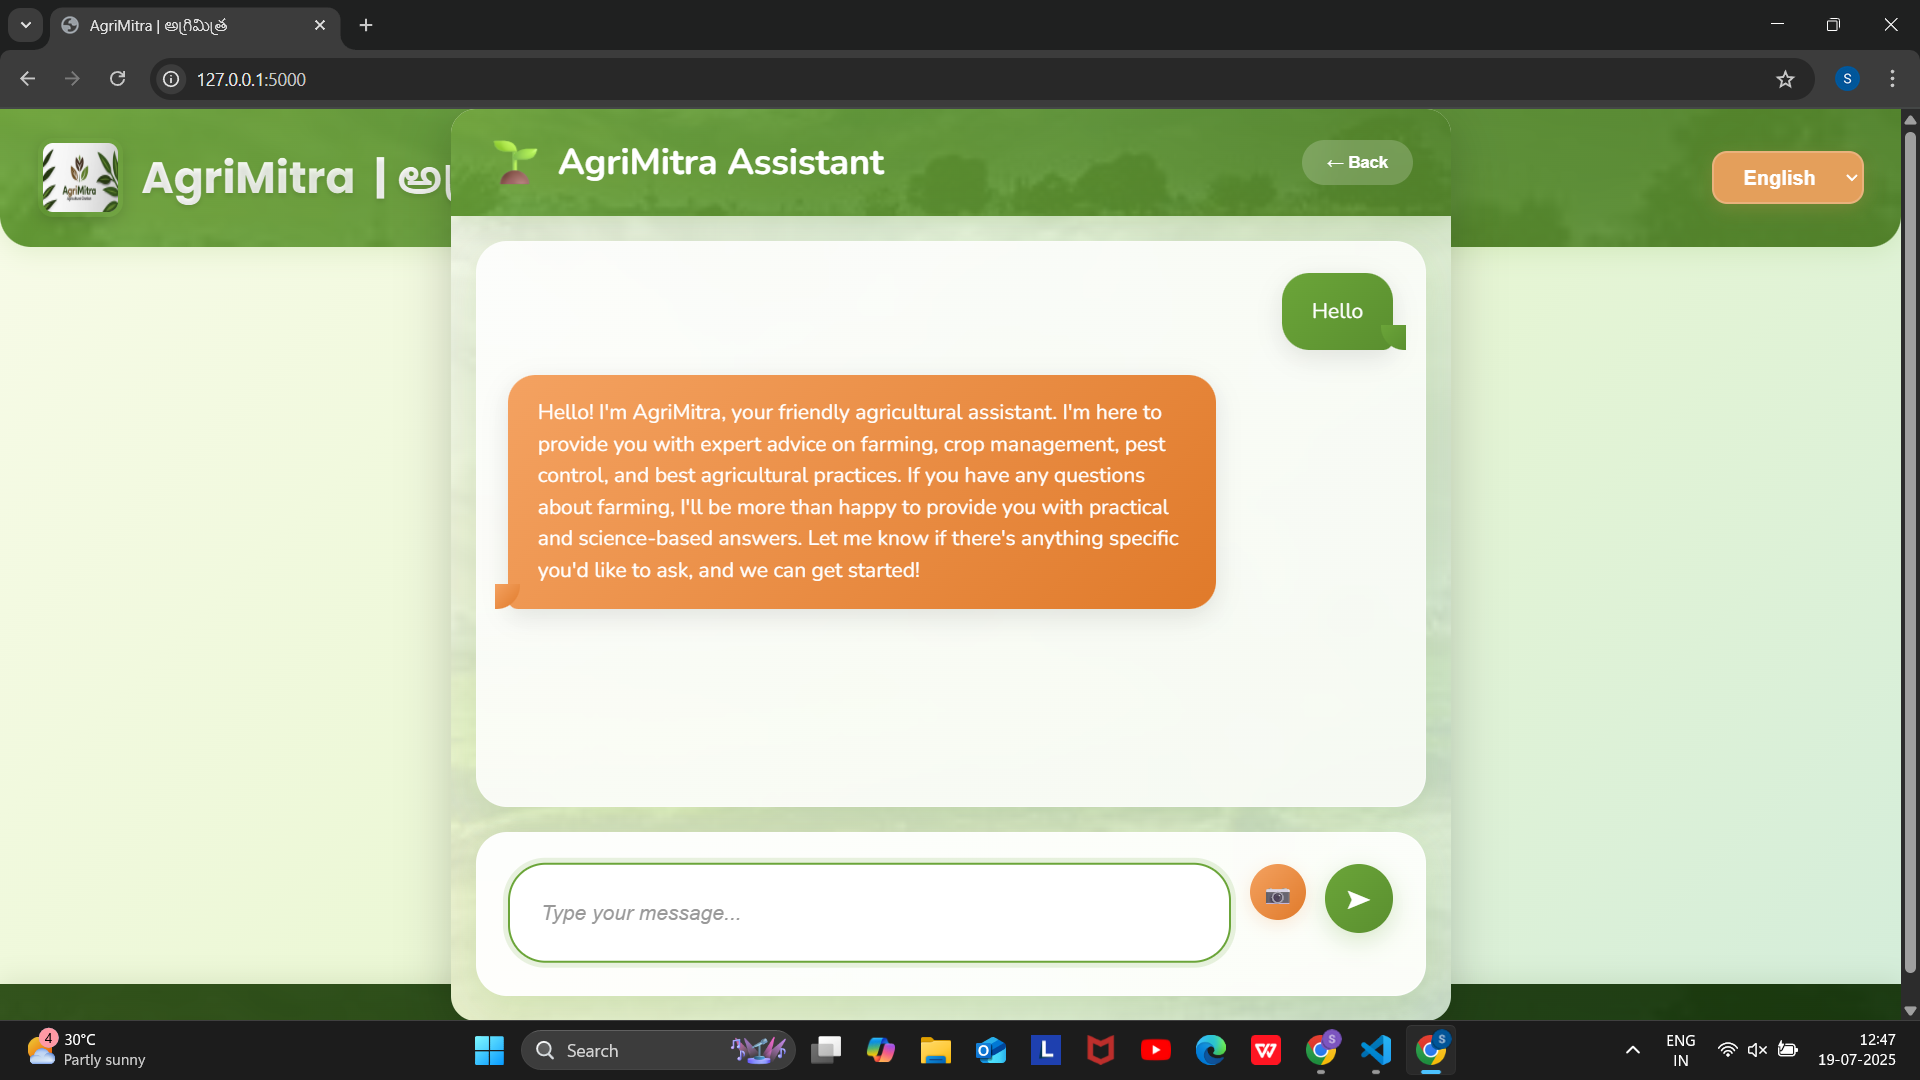 AgriMitra | అగ్రిమిత్ర
127.0.0.1:5000
S
AgriMitra
AgriMitra | అ
AgriMitra Assistant
← Back
English
Hello
Hello! I'm AgriMitra, your friendly agricultural assistant. I'm here to
provide you with expert advice on farming, crop management, pest
control, and best agricultural practices. If you have any questions
about farming, I'll be more than happy to provide you with practical
and science-based answers. Let me know if there's anything specific
you'd like to ask, and we can get started!
Type your message...
4
30°C
Partly sunny
Search
L
W
S
S
ENG
IN
12:47
19-07-2025